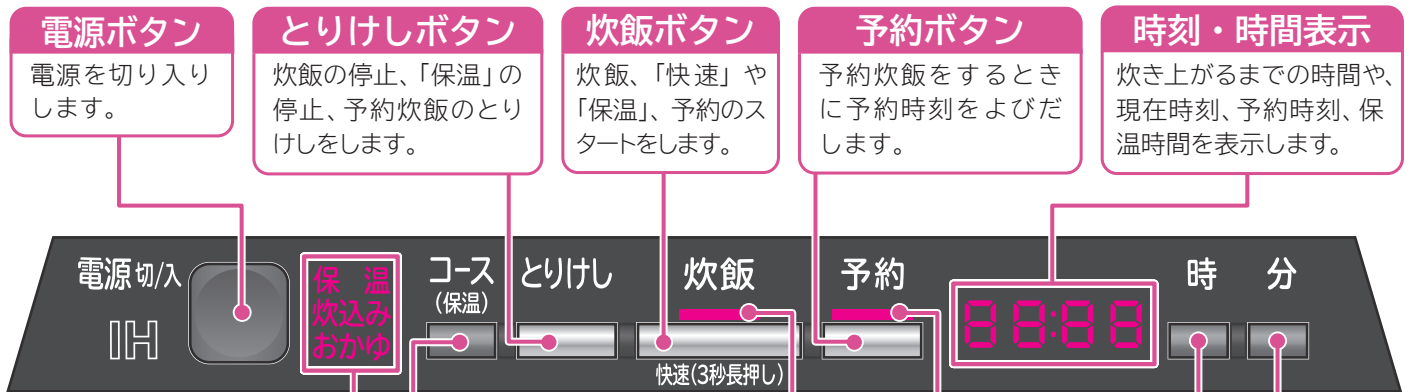 電源ボタン
電源を切り入り
します。
とりけしボタン
炊飯の停止、「保温」の
停止、予約炊飯のとり
けしをします。
炊飯ボタン
炊飯、「快速」や
「保温」、予約のス
タートをします。
予約ボタン
予約炊飯をするとき
に予約時刻をよびだ
します。
時刻・時間表示
炊き上がるまでの時間や、
現在時刻、予約時刻、保
温時間を表示します。
電源 切/入
IH
保温
炊込み
おかゆ
コース
(保温)
とりけし
炊飯
快速(3秒長押し)
予約
88:88
時
分